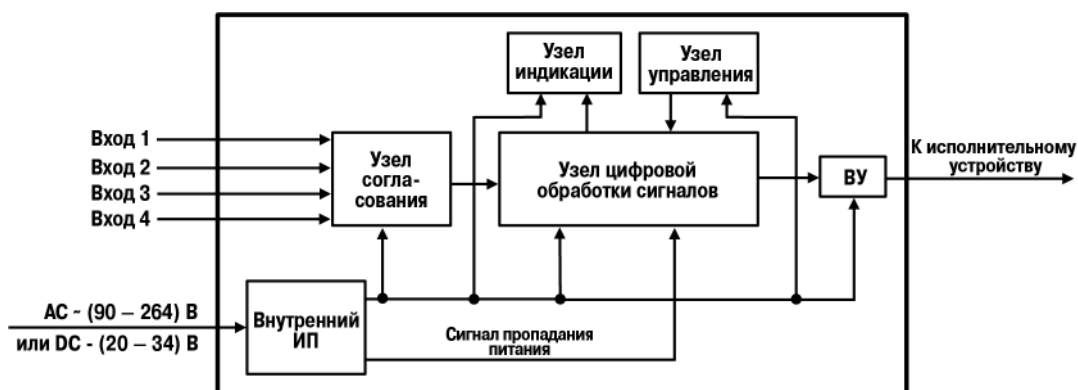 Узел
индикации
Узел
управления
Вход 1
Вход 2
Вход 3
Вход 4
Узел
согла-
сования
Узел цифровой
обработки сигналов
ВУ
К исполнительному
устройству
AC ~ (90 – 264) В
или DC - (20 – 34) В
Внутренний
ИП
Сигнал пропадания
питания